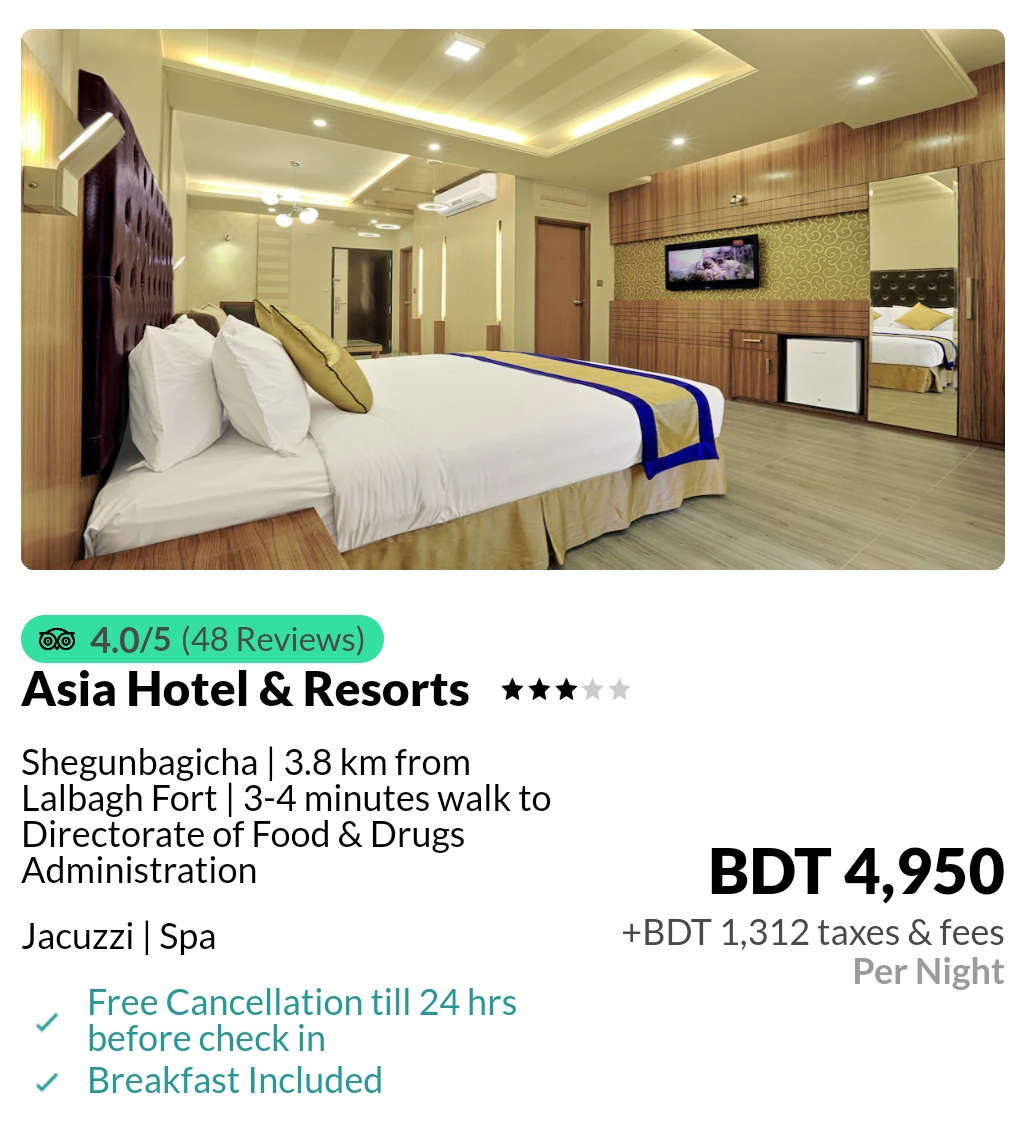 4.0/5 (48 Reviews)
Asia Hotel & Resorts
Shegunbagicha | 3.8 km from
Lalbagh Fort | 3-4 minutes walk to
Directorate of Food & Drugs
Administration
BDT 4,950
+BDT 1,312 taxes & fees
Per Night
Jacuzzi | Spa
Free Cancellation till 24 hrs
before check in
Breakfast Included